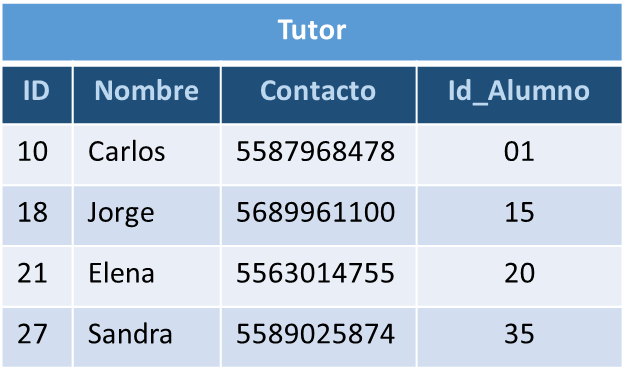 Tutor
ID Nombre Contacto Id_Alumno
10 Carlos 5587968478 01
18 Jorge 5689961100 15
21 Elena 5563014755 20
27 Sandra 5589025874 35